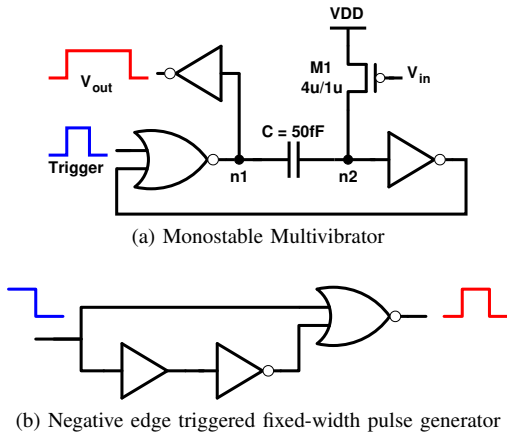 VDD
M1
4u/1u
V_in
V_out
C = 50fF
Trigger
n1
n2
(a) Monostable Multivibrator
(b) Negative edge triggered fixed-width pulse generator